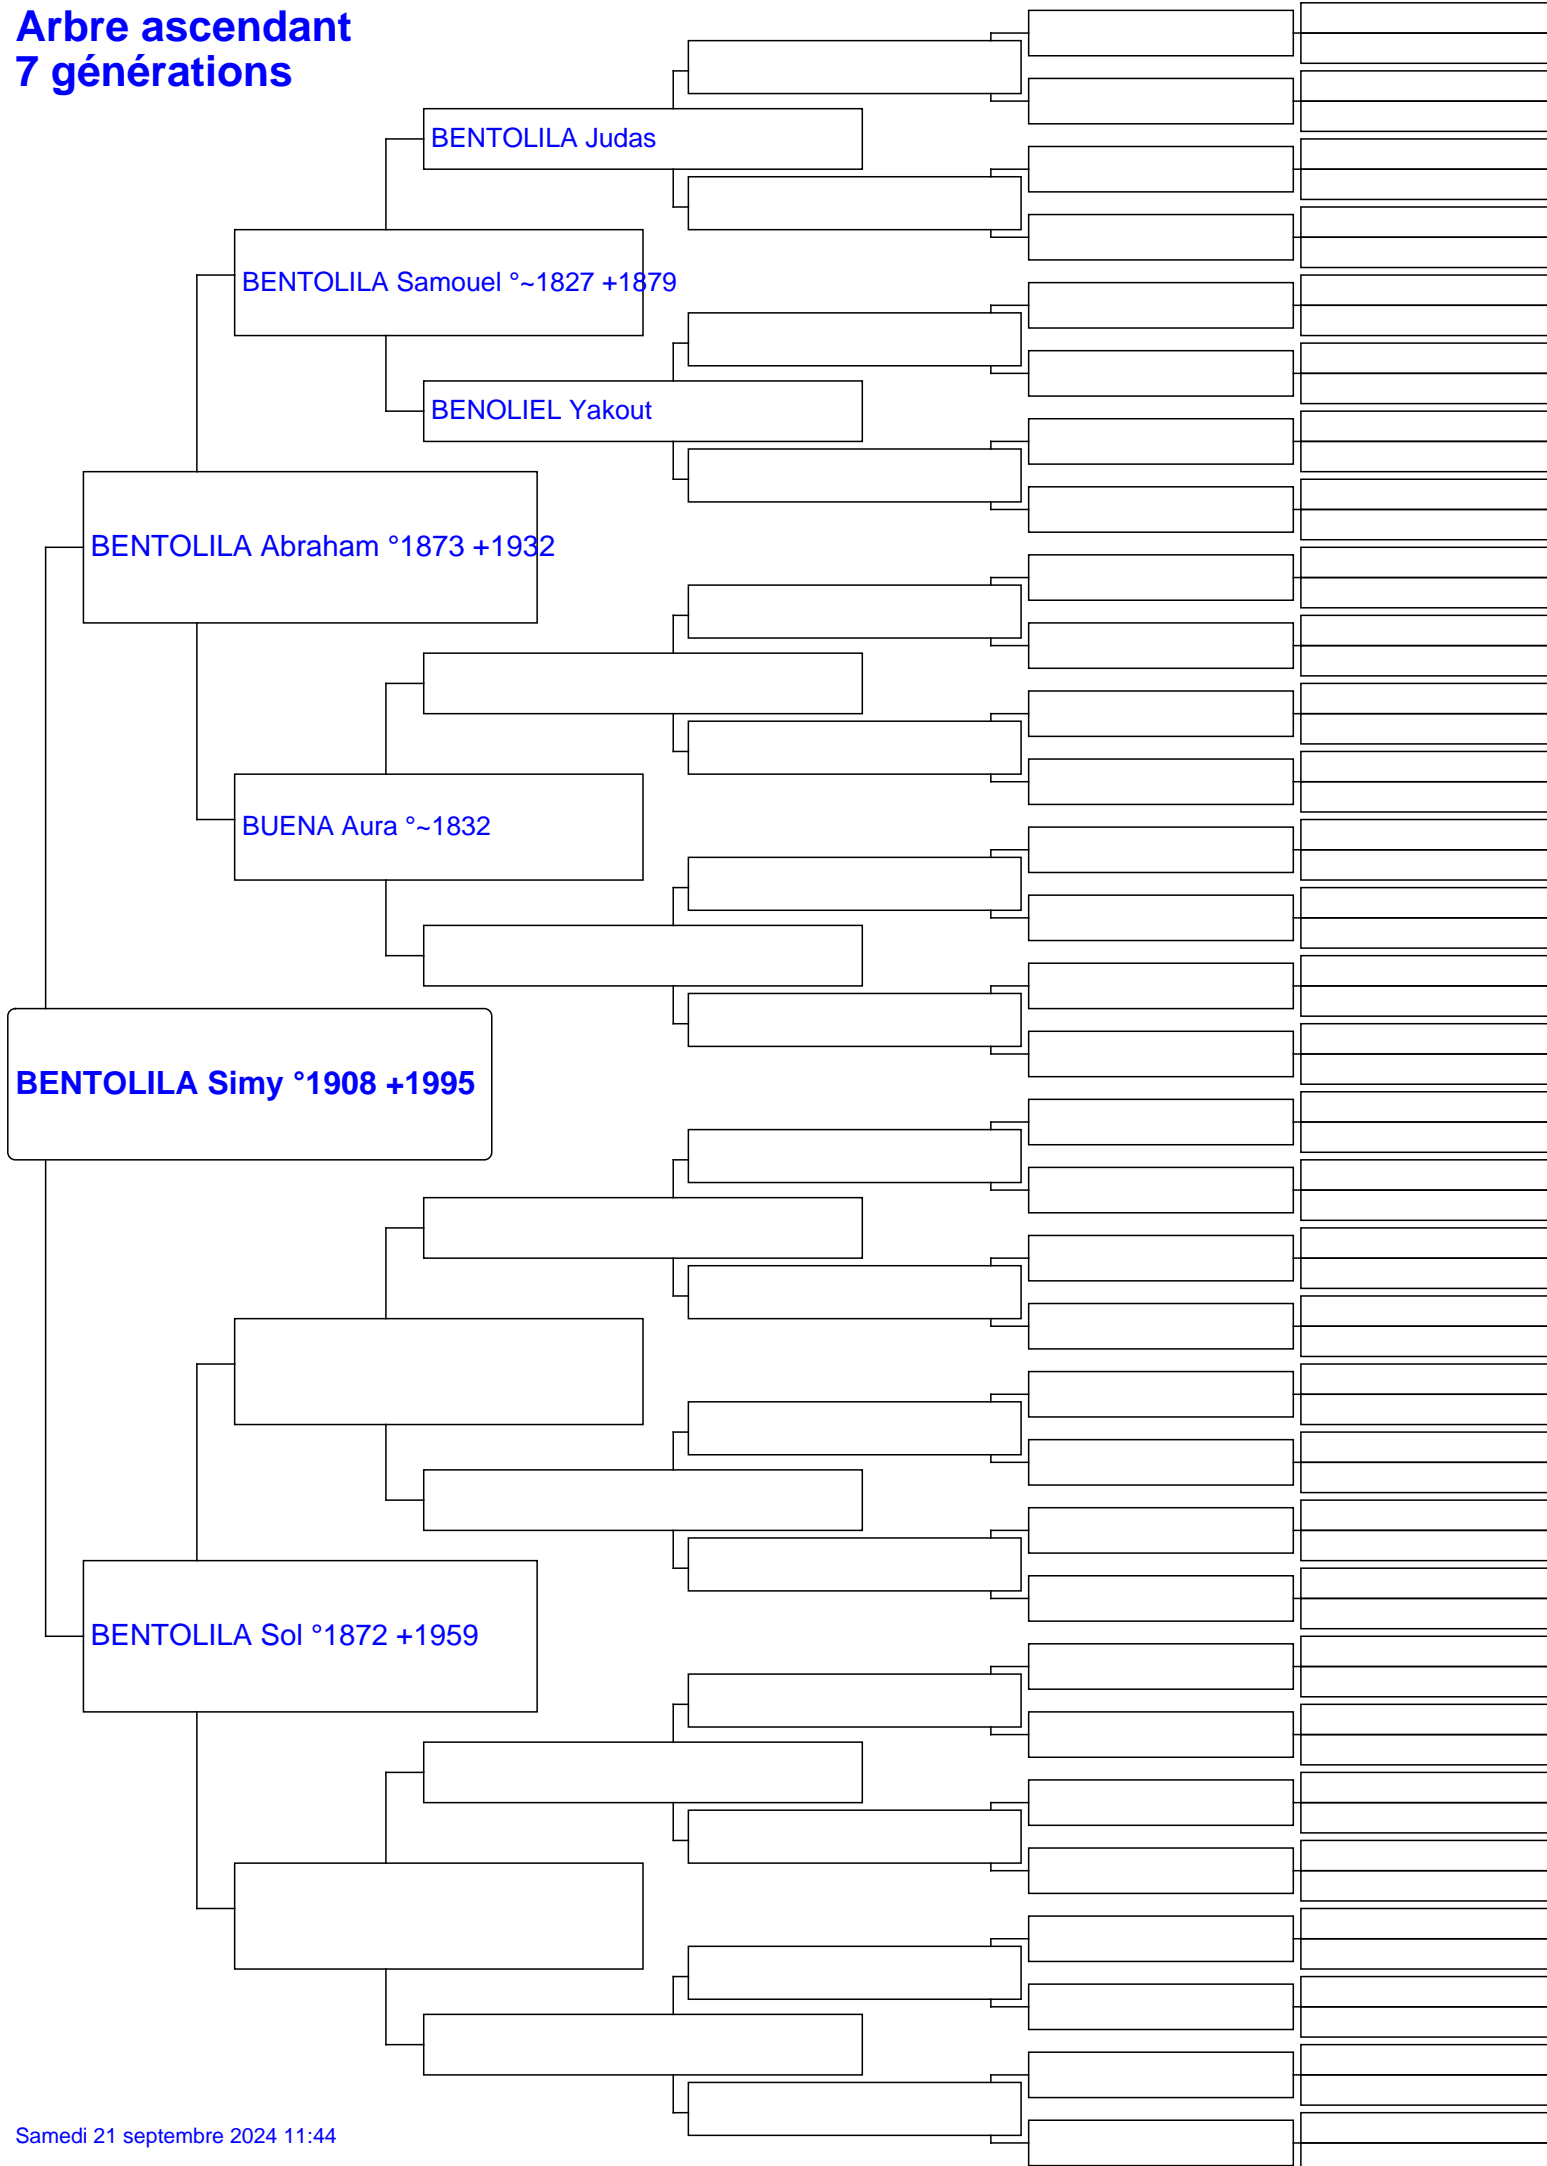 Arbre ascendant
7 générations
BENTOLILA Judas
BENTOLILA Samouel °~1827 +1879
BENOLIEL Yakout
BENTOLILA Abraham °1873 +1932
BUENA Aura °~1832
BENTOLILA Simy °1908 +1995
BENTOLILA Sol °1872 +1959
Samedi 21 septembre 2024 11:44